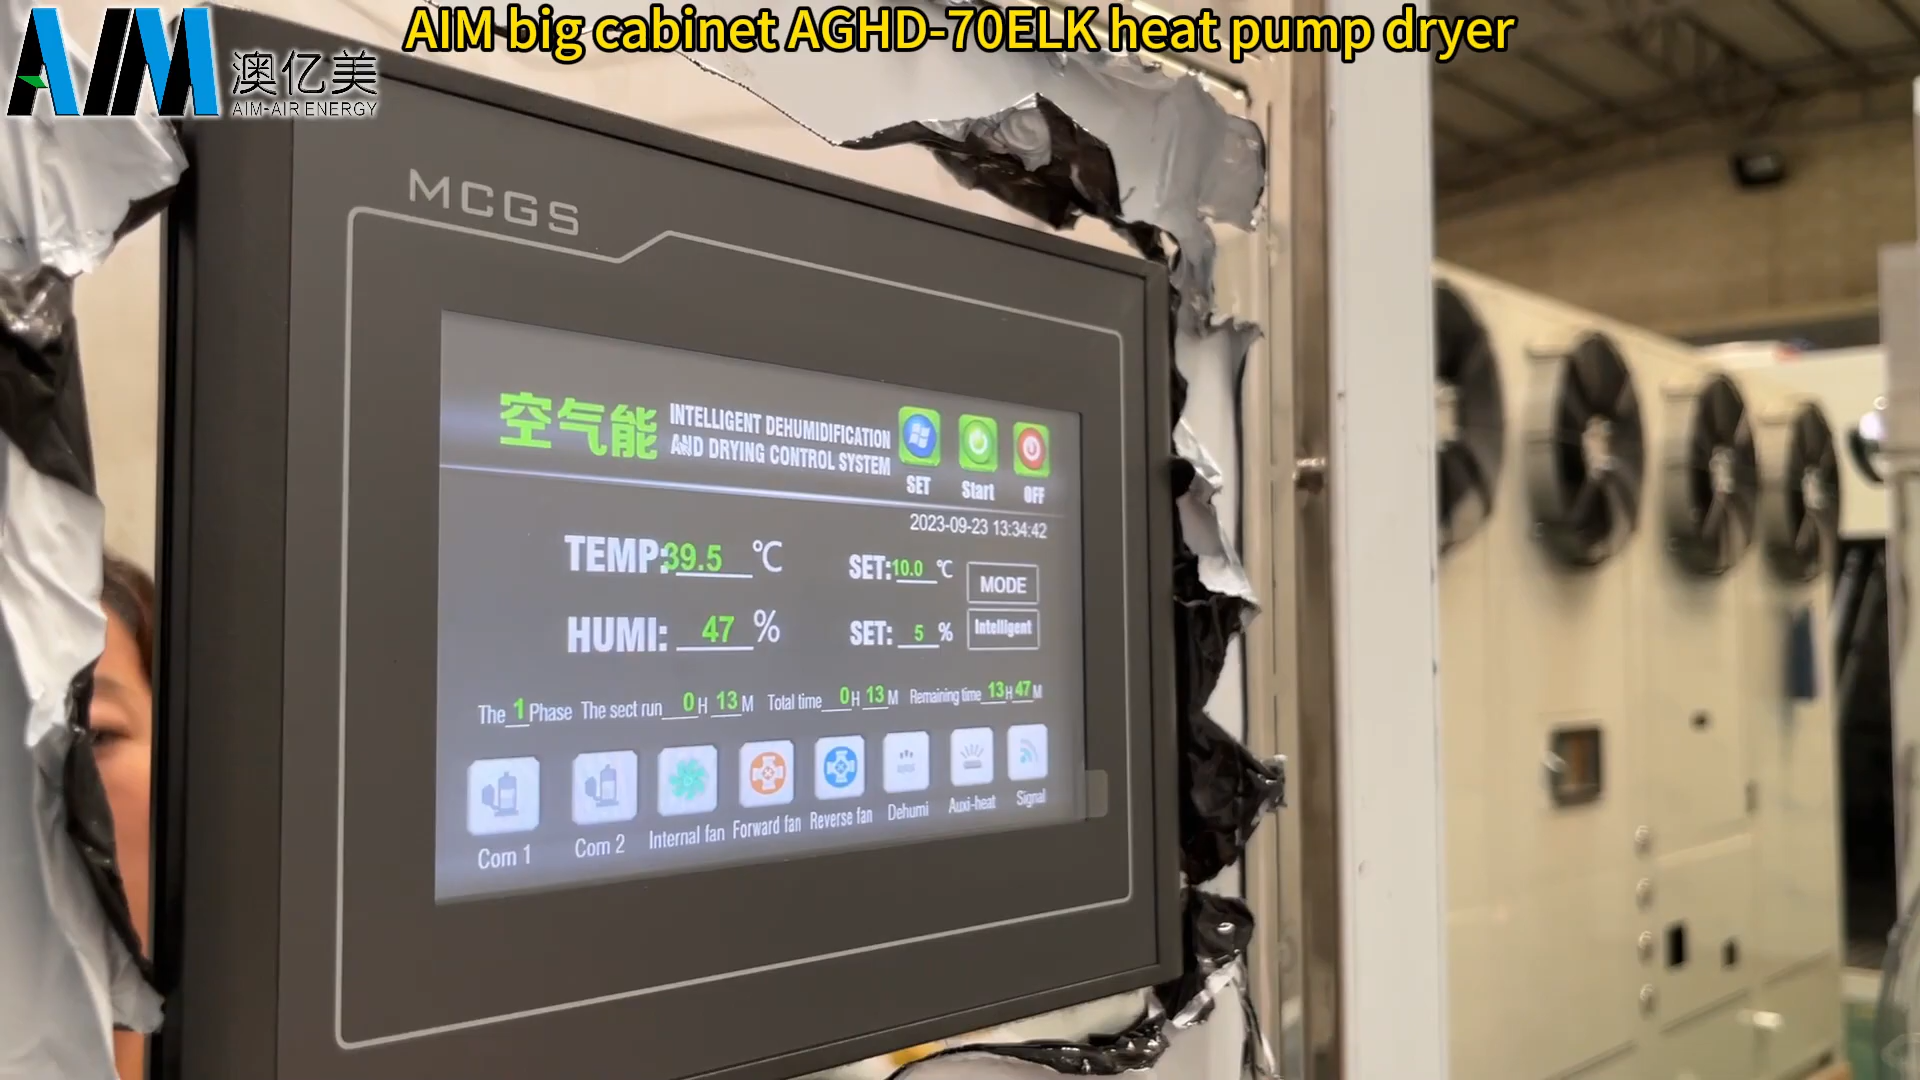 AIM big cabinet AGHD-70ELK heat pump dryer
AIM 澳亿美
AIM-AIR ENERGY
MCGS
空气能 INTELLIGENT DEHUMIDIFICATION
AND DRYING CONTROL SYSTEM
SET Start OFF
2023-09-23 13:34:42
TEMP: 39.5 ℃ SET: 10.0 ℃ MODE
HUMI: 47 % SET: 5 % Intelligent
The 1 Phase The sect run 0 H 13 M Total time 0 H 13 M Remaining time 13 H 47 M
Com 1 Com 2 Internal fan Forward fan Reverse fan Dehumi Auxi-heat Signal